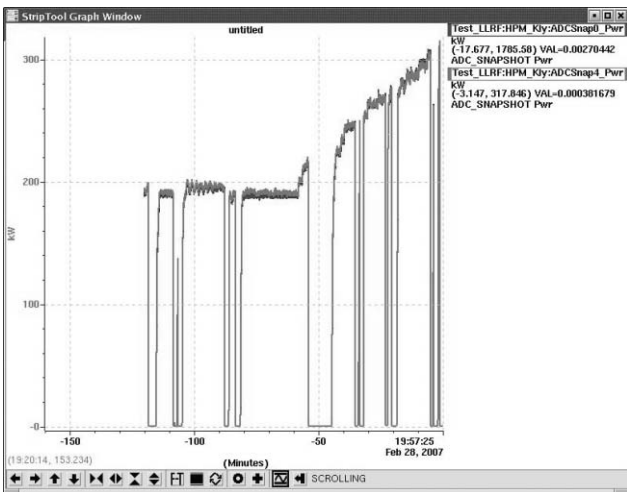 StripTool Graph Window
untitled
Test_LLRF:HPM_Kly:ADCSnap0_Pwr
kW
(-17.677, 1785.58) VAL=0.00270442
ADC_SNAPSHOT Pwr
Test_LLRF:HPM_Kly:ADCSnap4_Pwr
kW
(-3.147, 317.846) VAL=0.000381679
ADC_SNAPSHOT Pwr
300
200
kW
100
-0
-150
-100
-50
19:57:25
Feb 28, 2007
(Minutes)
(19:20:14, 153.234)
SCROLLING